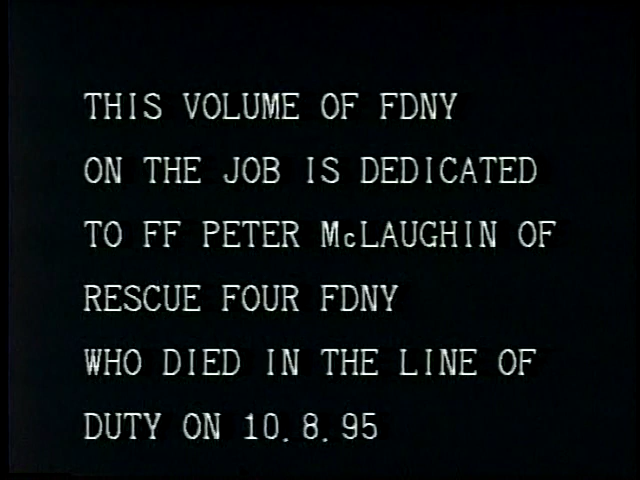 THIS VOLUME OF FDNY
ON THE JOB IS DEDICATED
TO FF PETER McLAUGHIN OF
RESCUE FOUR FDNY
WHO DIED IN THE LINE OF
DUTY ON 10.8.95